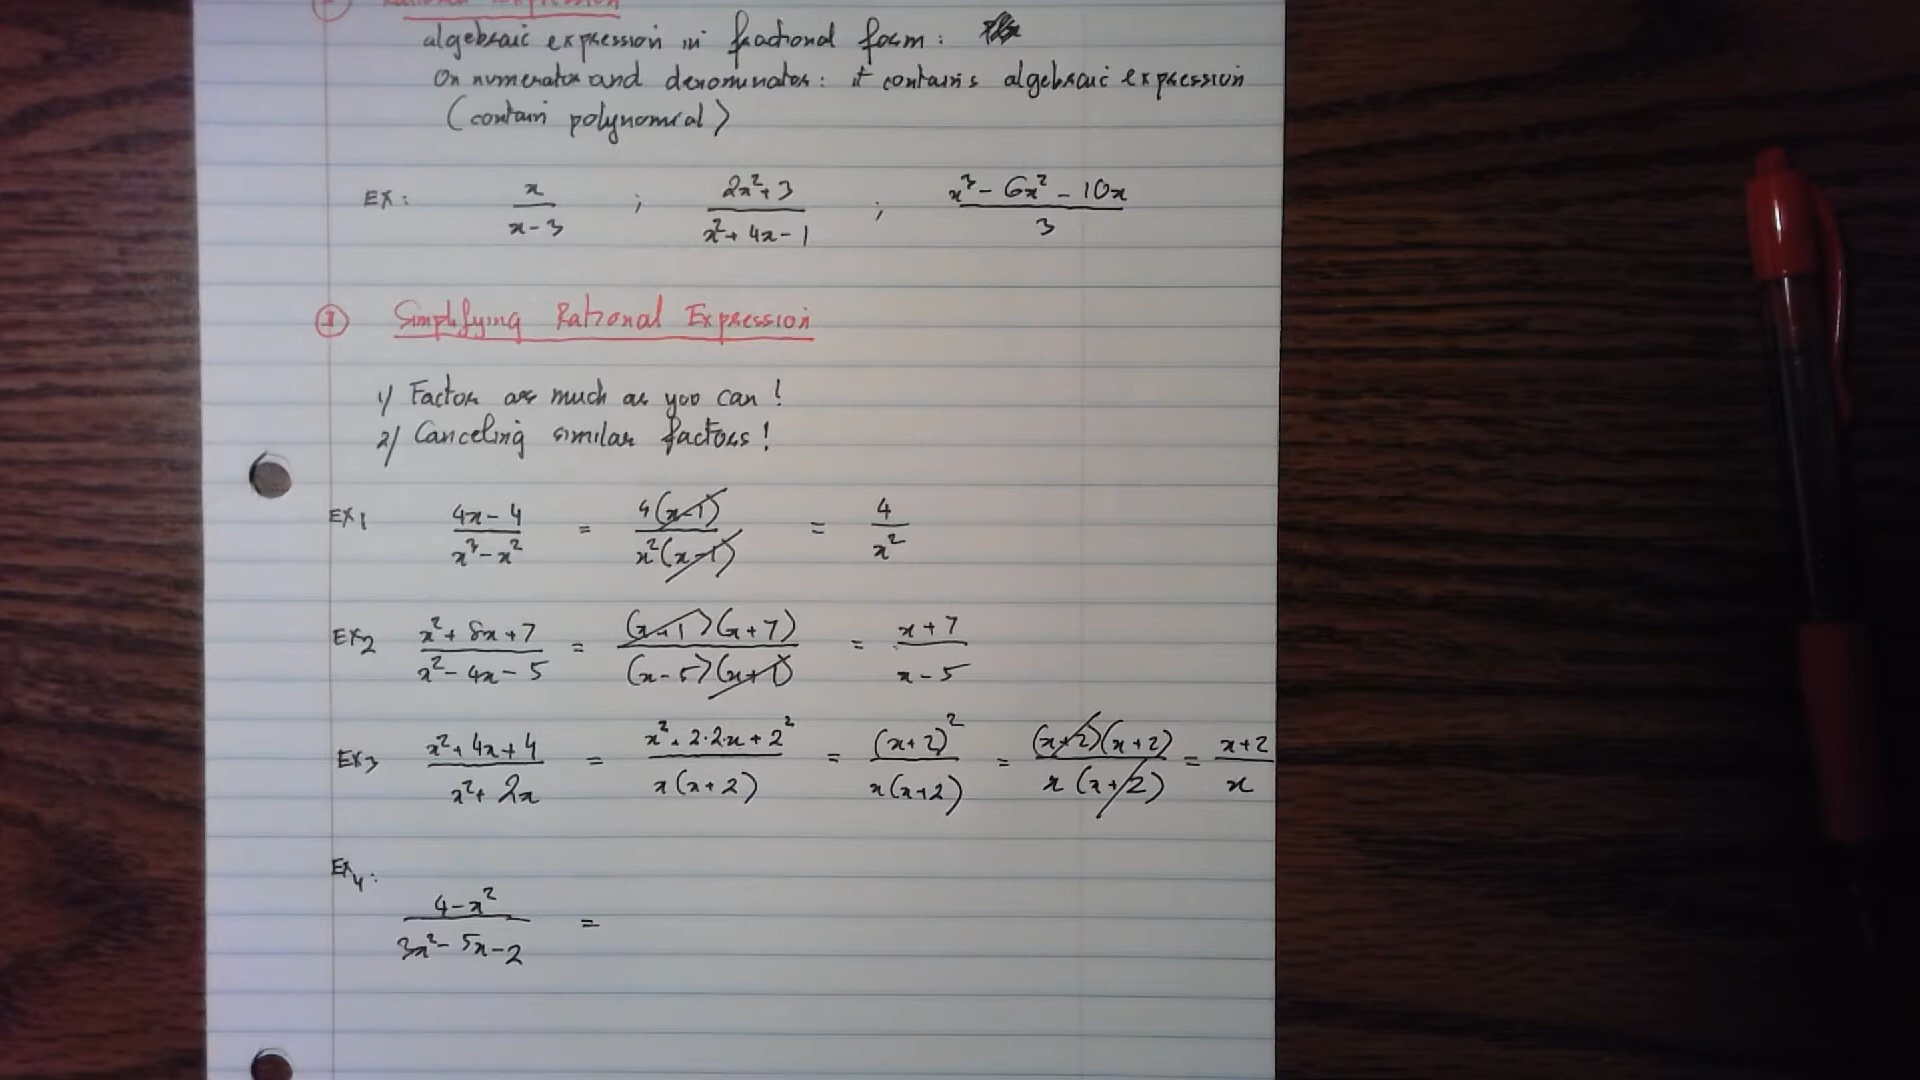 algebraic expression in fractional form :
On numerator and denominator : it contains algebraic expression
(contain polynomial)
EX : x/(x-3) ; (2x²+3)/(x²+4x-1) ; (x³-6x²-10x)/3
II Simplifying Rational Expression
1) Factor as much as you can !
2) Canceling similar factors !
EX1 (4x-4)/(x³-x²) = 4(x-1)/x²(x-1) = 4/x²
EX2 (x²+8x+7)/(x²-4x-5) = (x+1)(x+7)/(x-5)(x+1) = (x+7)/(x-5)
EX3 (x²+4x+4)/(x²+2x) = (x²+2·2x+2²)/x(x+2) = (x+2)²/x(x+2) = (x+2)(x+2)/x(x+2) = (x+2)/x
EX4 :
(4-x²)/(3x²-5x-2) =